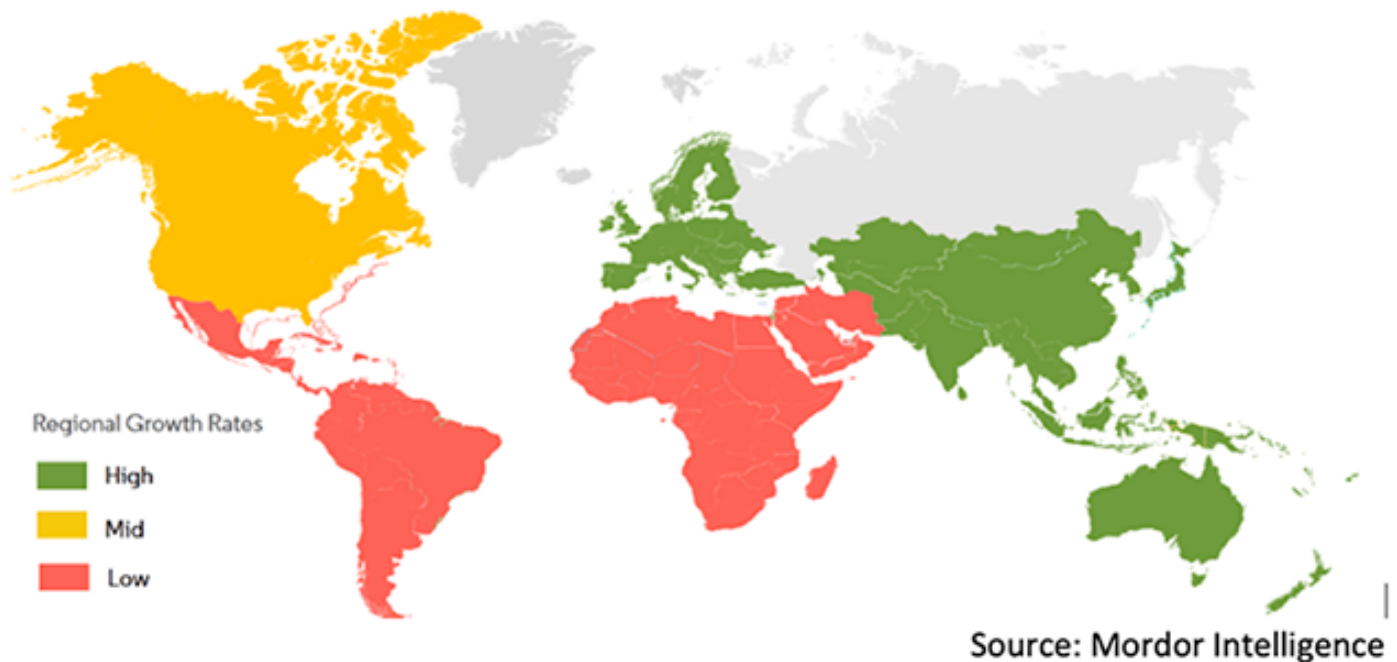 Regional Growth Rates
High
Mid
Low
Source: Mordor Intelligence